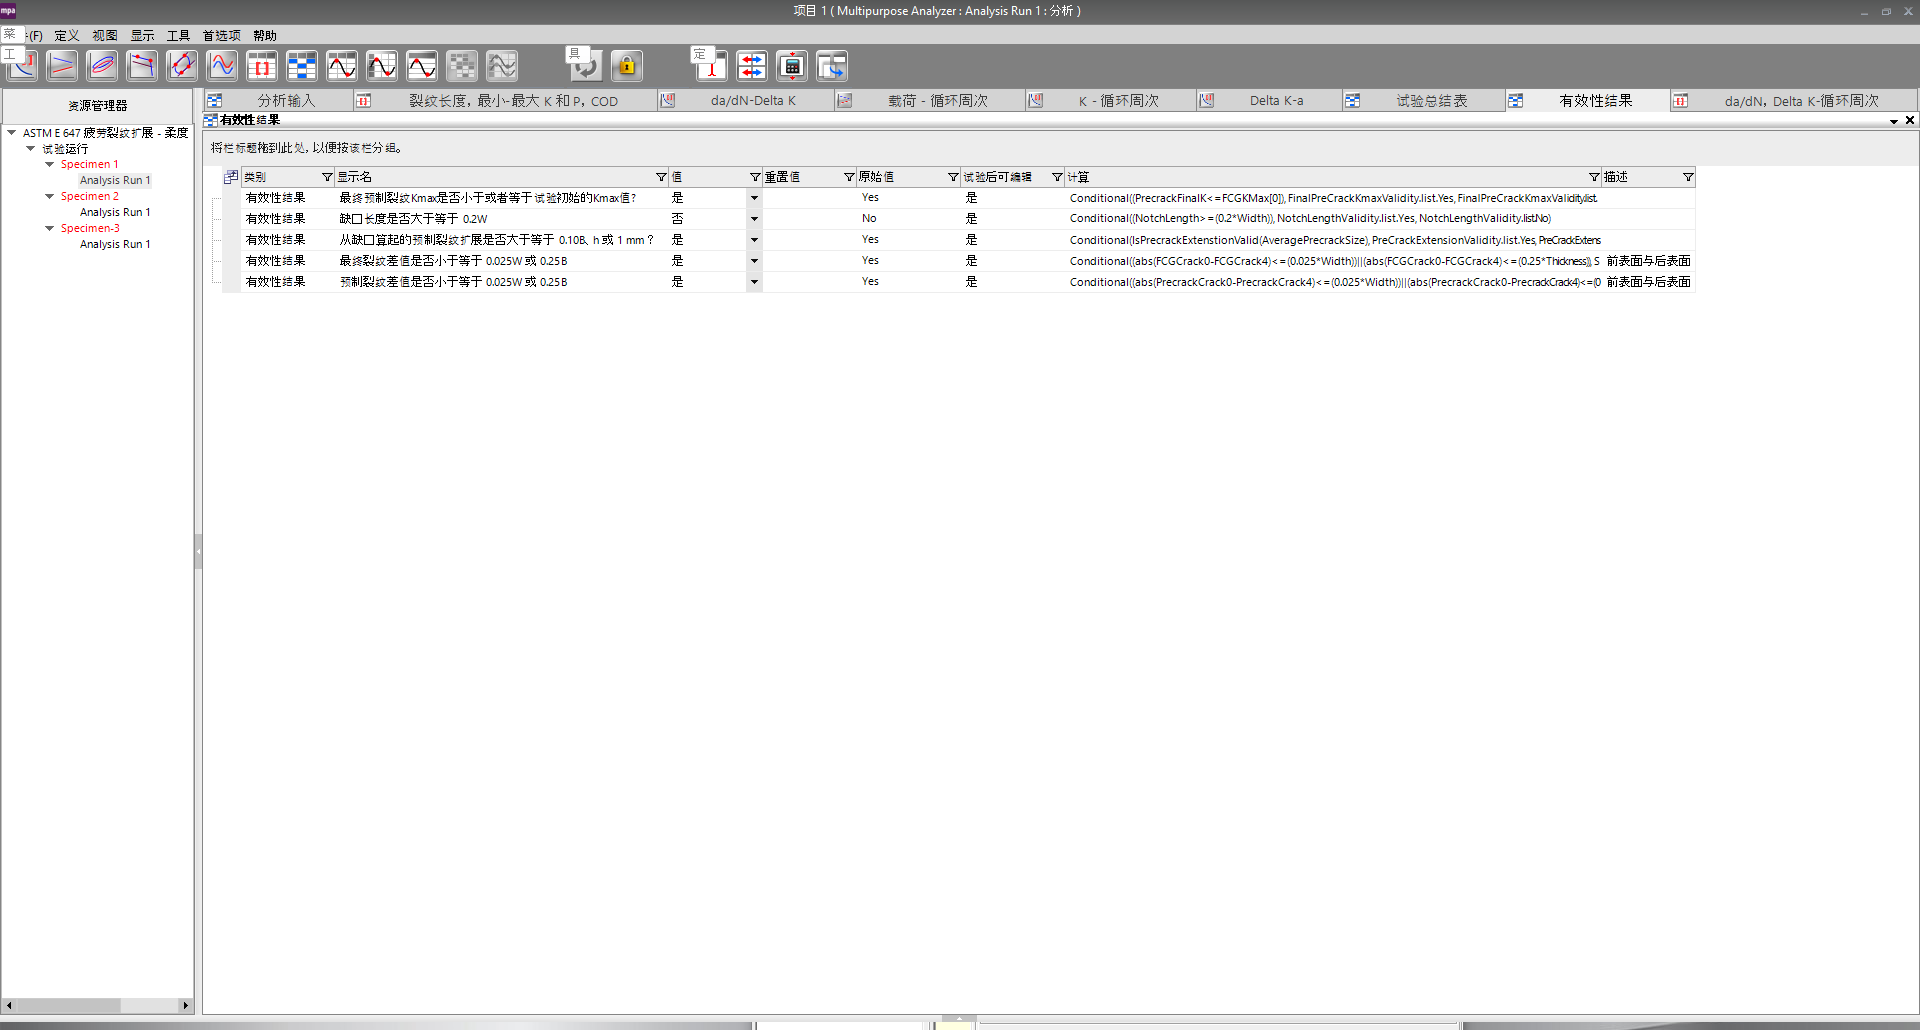 mpa
项目 1 ( Multipurpose Analyzer : Analysis Run 1 : 分析 )
菜 (F) 定义 视图 显示 工具 首选项 帮助
工 具 定
资源管理器
分析输入 裂纹长度, 最小-最大 K 和 P, COD da/dN-Delta K 载荷 - 循环周次 K - 循环周次 Delta K-a 试验总结表 有效性结果 da/dN, Delta K-循环周次
有效性结果
ASTM E 647 疲劳裂纹扩展 - 柔度
试验运行
Specimen 1
Analysis Run 1
Specimen 2
Analysis Run 1
Specimen-3
Analysis Run 1
将栏标题拖到此处, 以便按该栏分组。
类别 显示名 值 重置值 原始值 试验后可编辑 计算 描述
有效性结果 最终预制裂纹Kmax是否小于或者等于试验初始的Kmax值? 是 Yes 是 Conditional((PrecrackFinalK<=FCGKMax[0]), FinalPreCrackKmaxValidity.list.Yes, FinalPreCrackKmaxValidity.list.
有效性结果 缺口长度是否大于等于 0.2W 否 No 是 Conditional((NotchLength>=(0.2*Width)), NotchLengthValidity.list.Yes, NotchLengthValidity.list.No)
有效性结果 从缺口算起的预制裂纹扩展是否大于等于 0.10B、h 或 1 mm？ 是 Yes 是 Conditional(IsPrecrackExtenstionValid(AveragePrecrackSize), PreCrackExtensionValidity.list.Yes, PreCrackExtens
有效性结果 最终裂纹差值是否小于等于 0.025W 或 0.25B 是 Yes 是 Conditional((abs(FCGCrack0-FCGCrack4)<=(0.025*Width))||(abs(FCGCrack0-FCGCrack4)<=(0.25*Thickness)), S 前表面与后表面
有效性结果 预制裂纹差值是否小于等于 0.025W 或 0.25B 是 Yes 是 Conditional((abs(PrecrackCrack0-PrecrackCrack4)<=(0.025*Width))||(abs(PrecrackCrack0-PrecrackCrack4)<=(0 前表面与后表面